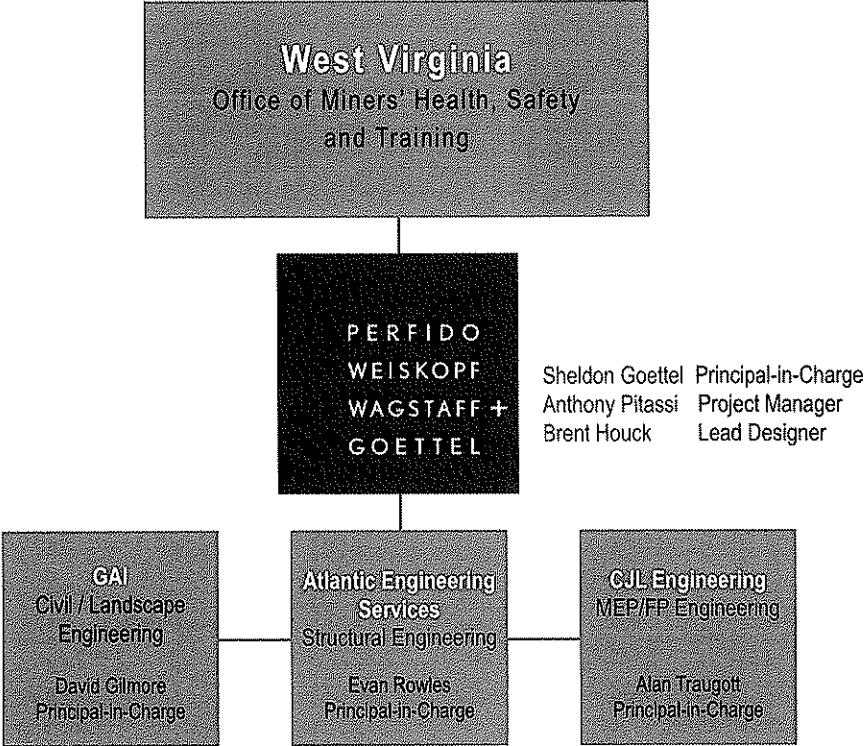 West Virginia
Office of Miners' Health, Safety
and Training
PERFIDO
WEISKOPF
WAGSTAFF +
GOETTEL
Sheldon Goettel Principal-in-Charge
Anthony Pitassi Project Manager
Brent Houck Lead Designer
GAI
Civil / Landscape
Engineering
David Gilmore
Principal-in-Charge
Atlantic Engineering
Services
Structural Engineering
Evan Rowles
Principal-in-Charge
CJL Engineering
MEP/FP Engineering
Alan Traugott
Principal-in-Charge